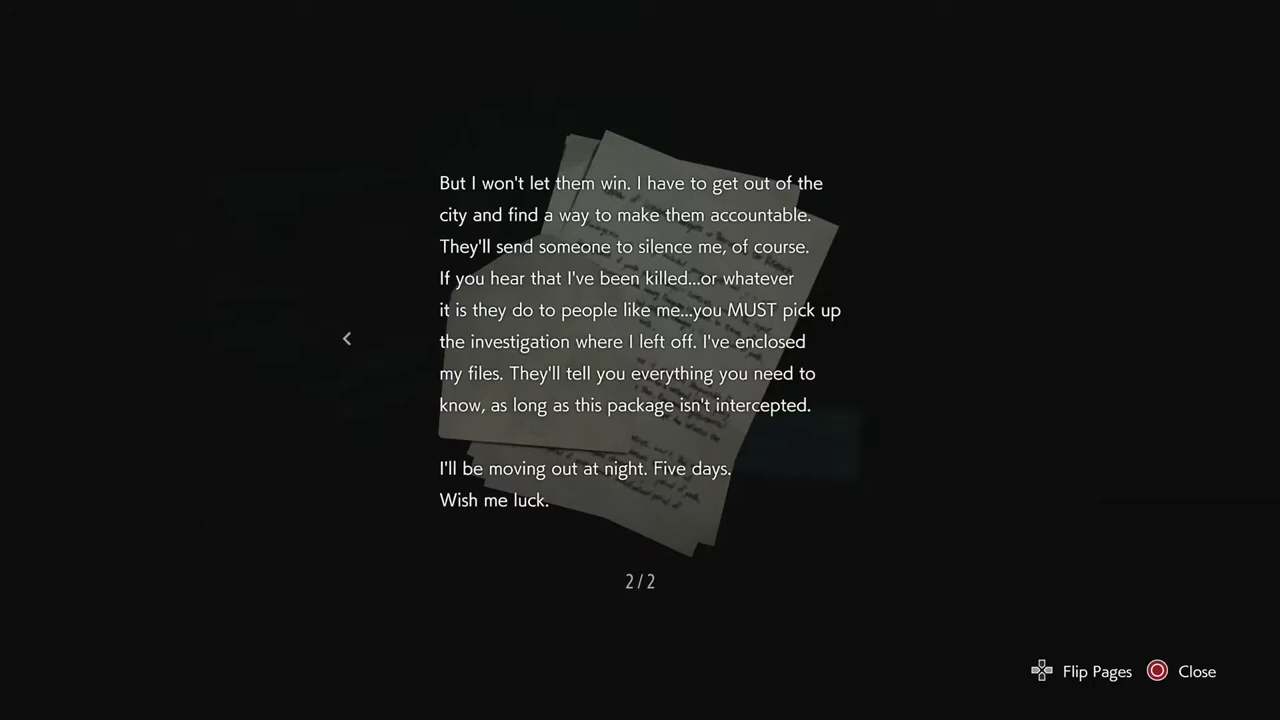 But I won't let them win. I have to get out of the
city and find a way to make them accountable.
They'll send someone to silence me, of course.
If you hear that I've been killed...or whatever
it is they do to people like me...you MUST pick up
the investigation where I left off. I've enclosed
my files. They'll tell you everything you need to
know, as long as this package isn't intercepted.
I'll be moving out at night. Five days.
Wish me luck.
2 / 2
Flip Pages
Close